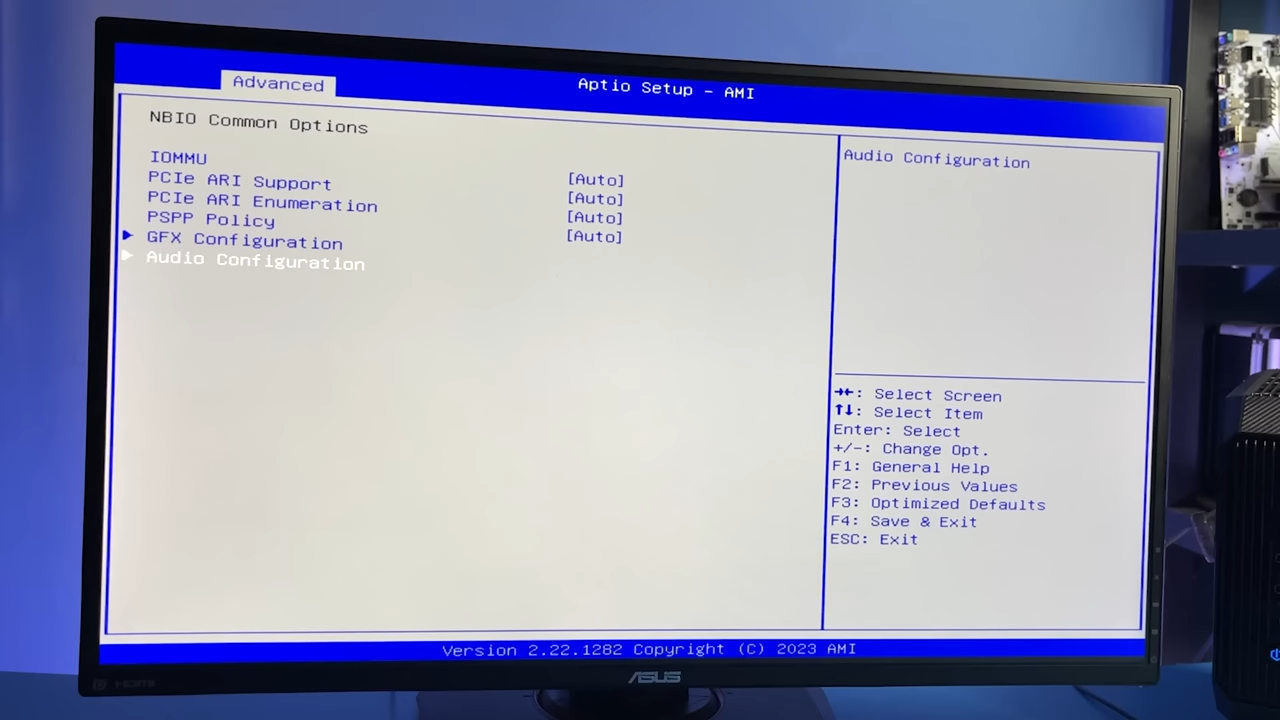 Aptio Setup - AMI
Advanced
NBIO Common Options
IOMMU [Auto]
PCIe ARI Support [Auto]
PCIe ARI Enumeration [Auto]
PSPP Policy [Auto]
GFX Configuration
Audio Configuration
Audio Configuration
→←: Select Screen
↑↓: Select Item
Enter: Select
+/-: Change Opt.
F1: General Help
F2: Previous Values
F3: Optimized Defaults
F4: Save & Exit
ESC: Exit
Version 2.22.1282 Copyright (C) 2023 AMI
HDMI
ASUS